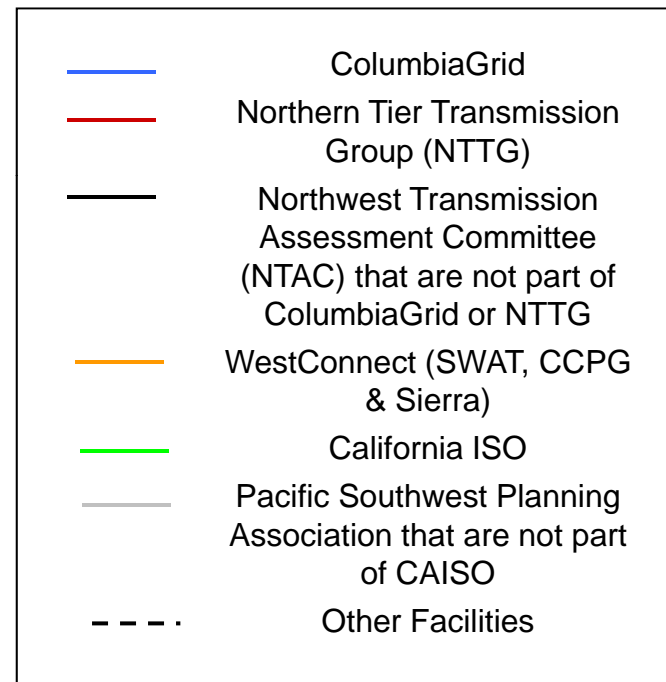 ColumbiaGrid
Northern Tier Transmission
Group (NTTG)
Northwest Transmission
Assessment Committee
(NTAC) that are not part of
ColumbiaGrid or NTTG
WestConnect (SWAT, CCPG
& Sierra)
California ISO
Pacific Southwest Planning
Association that are not part
of CAISO
Other Facilities